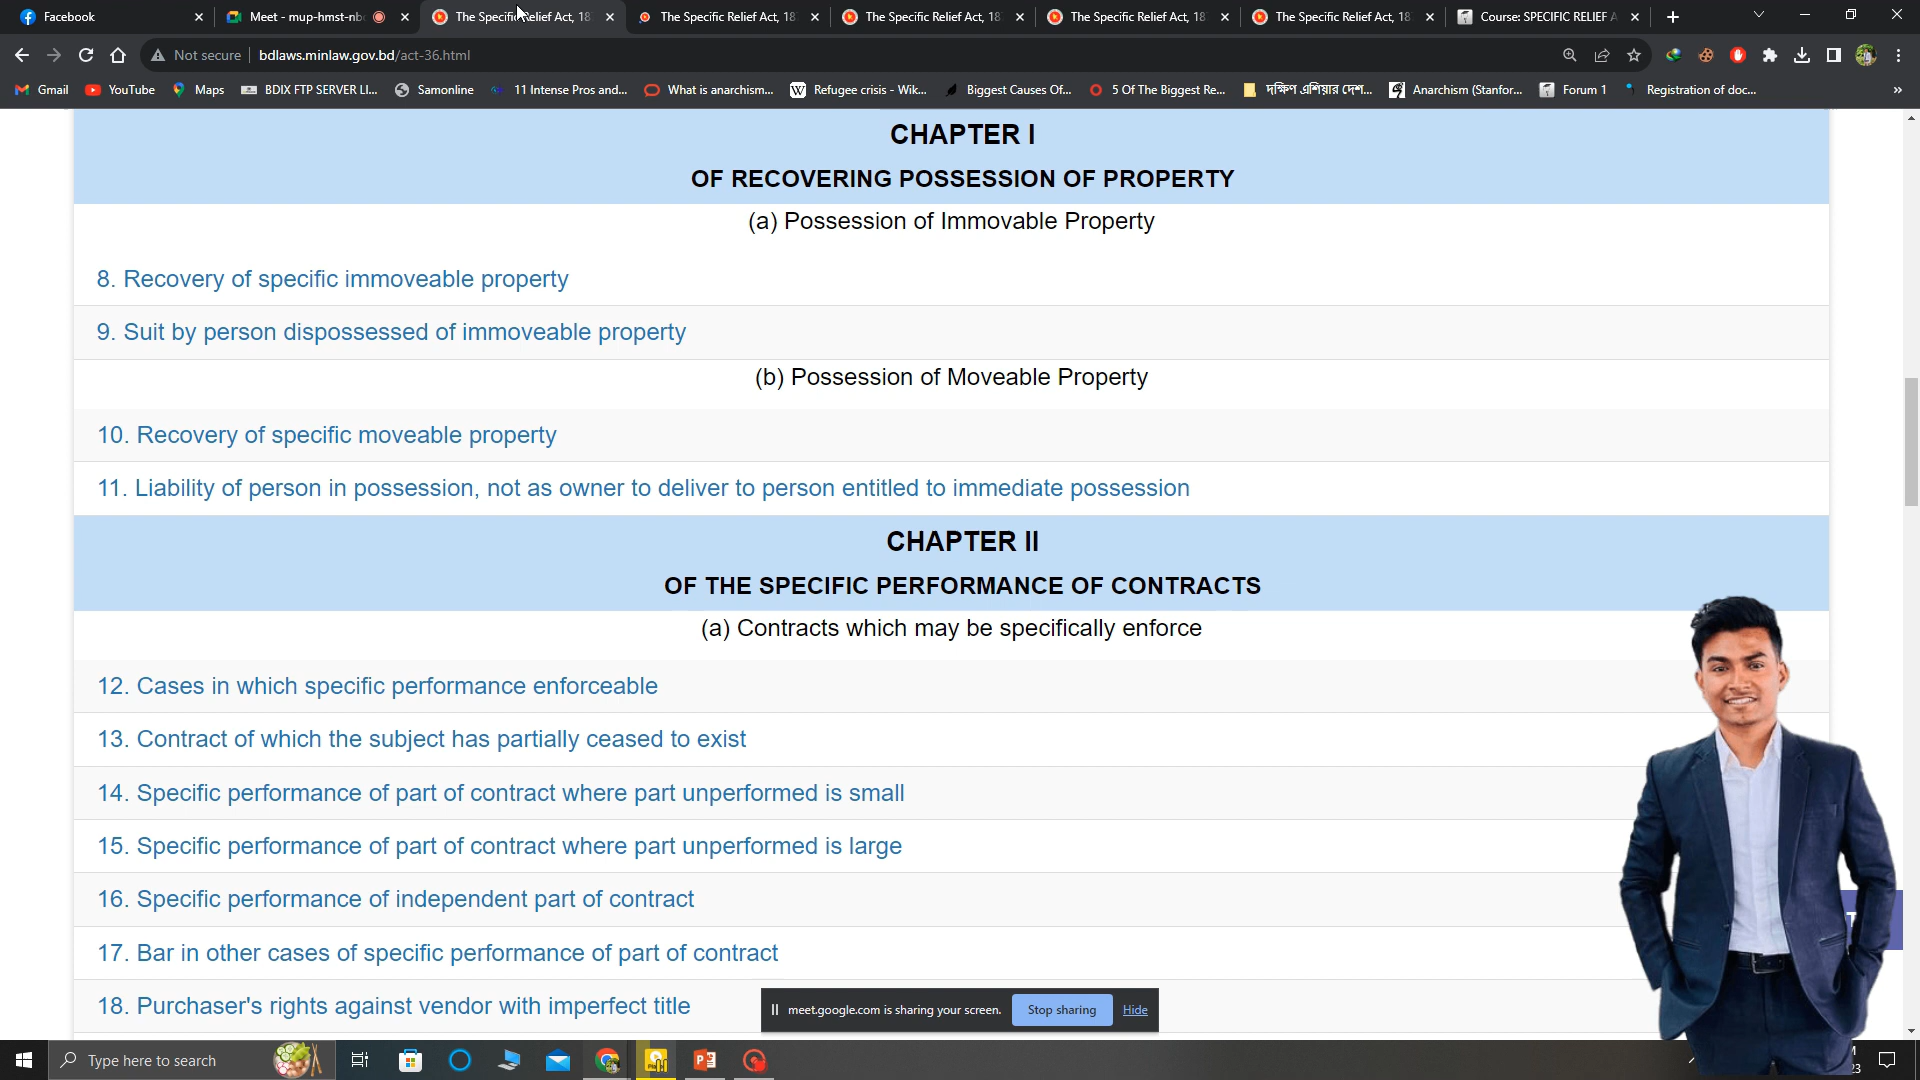 Facebook
Meet - mup-hmst-nb
The Specific Relief Act, 18
The Specific Relief Act, 18
The Specific Relief Act, 18
The Specific Relief Act, 18
The Specific Relief Act, 18
Course: SPECIFIC RELIEF A
Not secure
bdlaws.minlaw.gov.bd/act-36.html
Gmail
YouTube
Maps
BDIX FTP SERVER LI...
Samonline
11 Intense Pros and...
What is anarchism...
Refugee crisis - Wik...
Biggest Causes Of...
5 Of The Biggest Re...
দক্ষিণ এশিয়ার দেশ...
Anarchism (Stanfor...
Forum 1
Registration of doc...
CHAPTER I
OF RECOVERING POSSESSION OF PROPERTY
(a) Possession of Immovable Property
8. Recovery of specific immoveable property
9. Suit by person dispossessed of immoveable property
(b) Possession of Moveable Property
10. Recovery of specific moveable property
11. Liability of person in possession, not as owner to deliver to person entitled to immediate possession
CHAPTER II
OF THE SPECIFIC PERFORMANCE OF CONTRACTS
(a) Contracts which may be specifically enforce
12. Cases in which specific performance enforceable
13. Contract of which the subject has partially ceased to exist
14. Specific performance of part of contract where part unperformed is small
15. Specific performance of part of contract where part unperformed is large
16. Specific performance of independent part of contract
17. Bar in other cases of specific performance of part of contract
18. Purchaser's rights against vendor with imperfect title
meet.google.com is sharing your screen.
Stop sharing
Hide
Type here to search